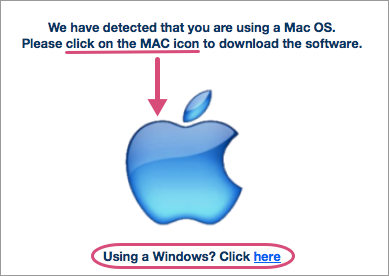 We have detected that you are using a Mac OS.
Please click on the MAC icon to download the software.
Using a Windows? Click here